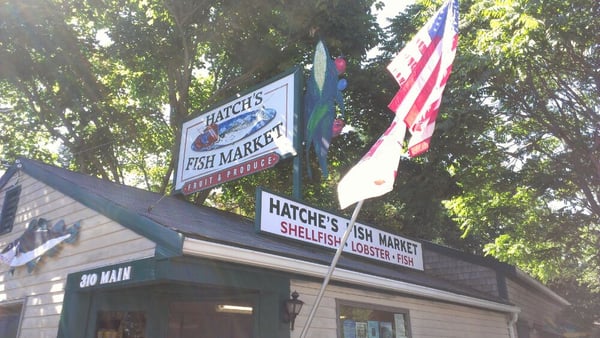 HATCH'S
FISH MARKET
FRUIT & PRODUCE
HATCHE'S FISH MARKET
SHELLFISH • LOBSTER • FISH
310 MAIN